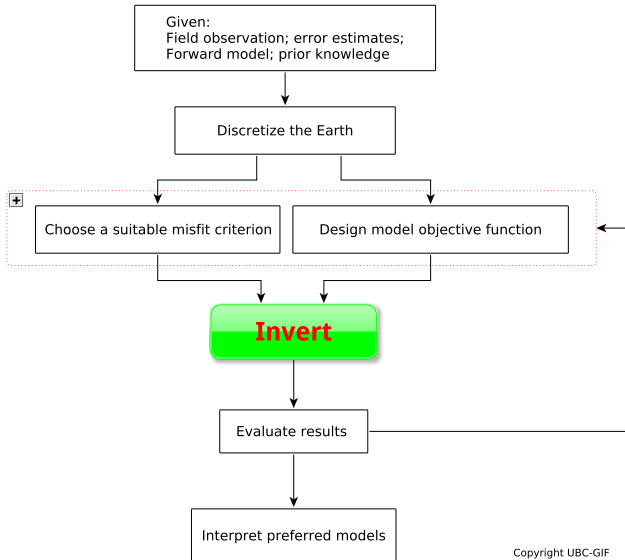 Given:
Field observation; error estimates;
Forward model; prior knowledge
Discretize the Earth
Choose a suitable misfit criterion
Design model objective function
Invert
Evaluate results
Interpret preferred models
Copyright UBC-GIF